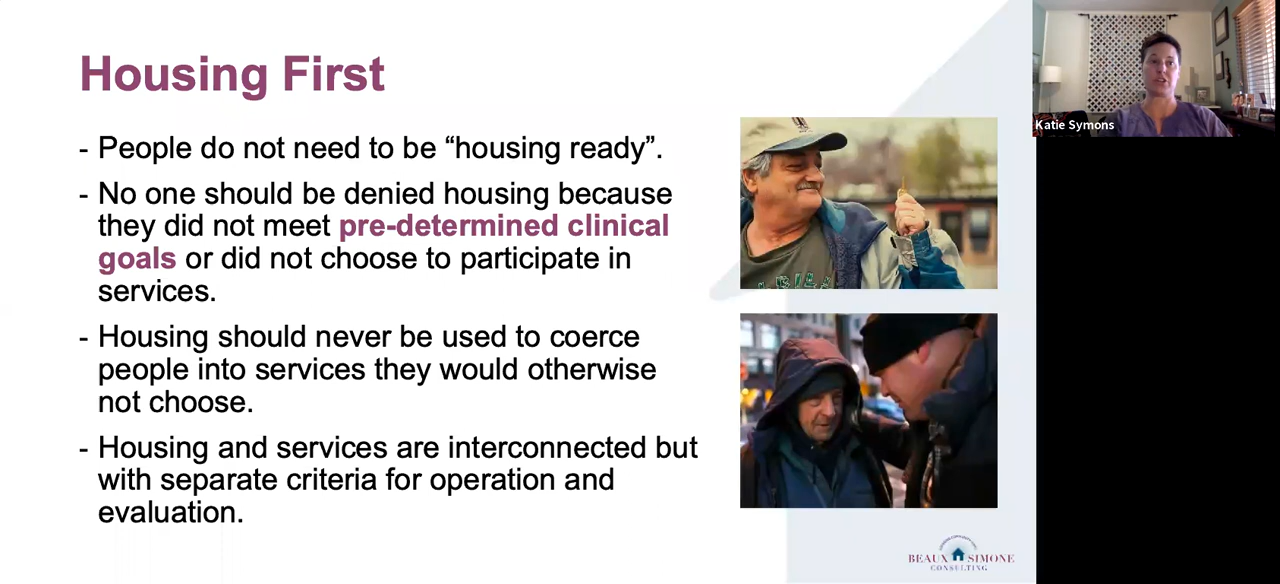 Housing First
- People do not need to be “housing ready”.
- No one should be denied housing because
they did not meet pre-determined clinical
goals or did not choose to participate in
services.
- Housing should never be used to coerce
people into services they would otherwise
not choose.
- Housing and services are interconnected but
with separate criteria for operation and
evaluation.
Katie Symons
BEAUX SIMONE
CONSULTING